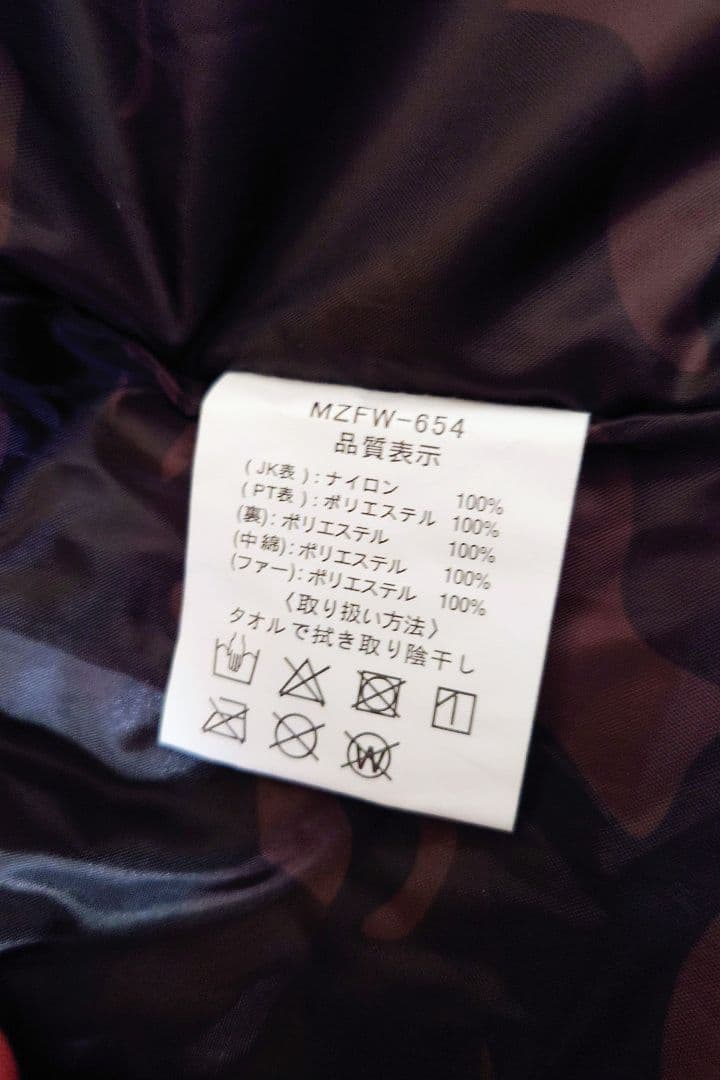 MZFW-654
品質表示
(JK表):ナイロン 100%
(PT表):ポリエステル 100%
(裏):ポリエステル 100%
(中綿):ポリエステル 100%
(ファー):ポリエステル 100%
〈取り扱い方法〉
タオルで拭き取り陰干し
W